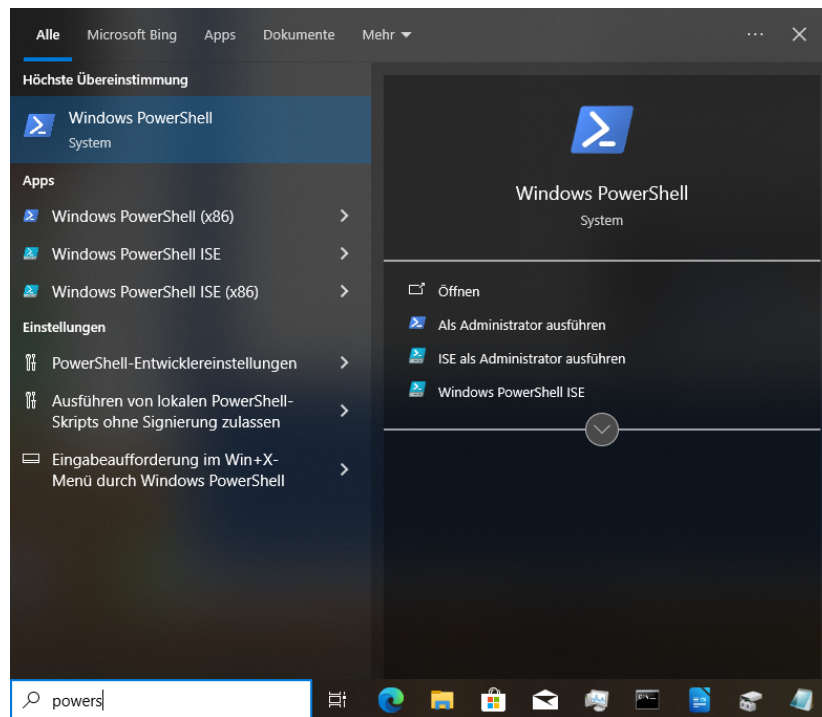 Alle Microsoft Bing Apps Dokumente Mehr
Höchste Übereinstimmung
Windows PowerShell
System
Apps
Windows PowerShell (x86)
Windows PowerShell ISE
Windows PowerShell ISE (x86)
Einstellungen
PowerShell-Entwicklereinstellungen
Ausführen von lokalen PowerShell-
Skripts ohne Signierung zulassen
Eingabeaufforderung im Win+X-
Menü durch Windows PowerShell
Windows PowerShell
System
Öffnen
Als Administrator ausführen
ISE als Administrator ausführen
Windows PowerShell ISE
powers